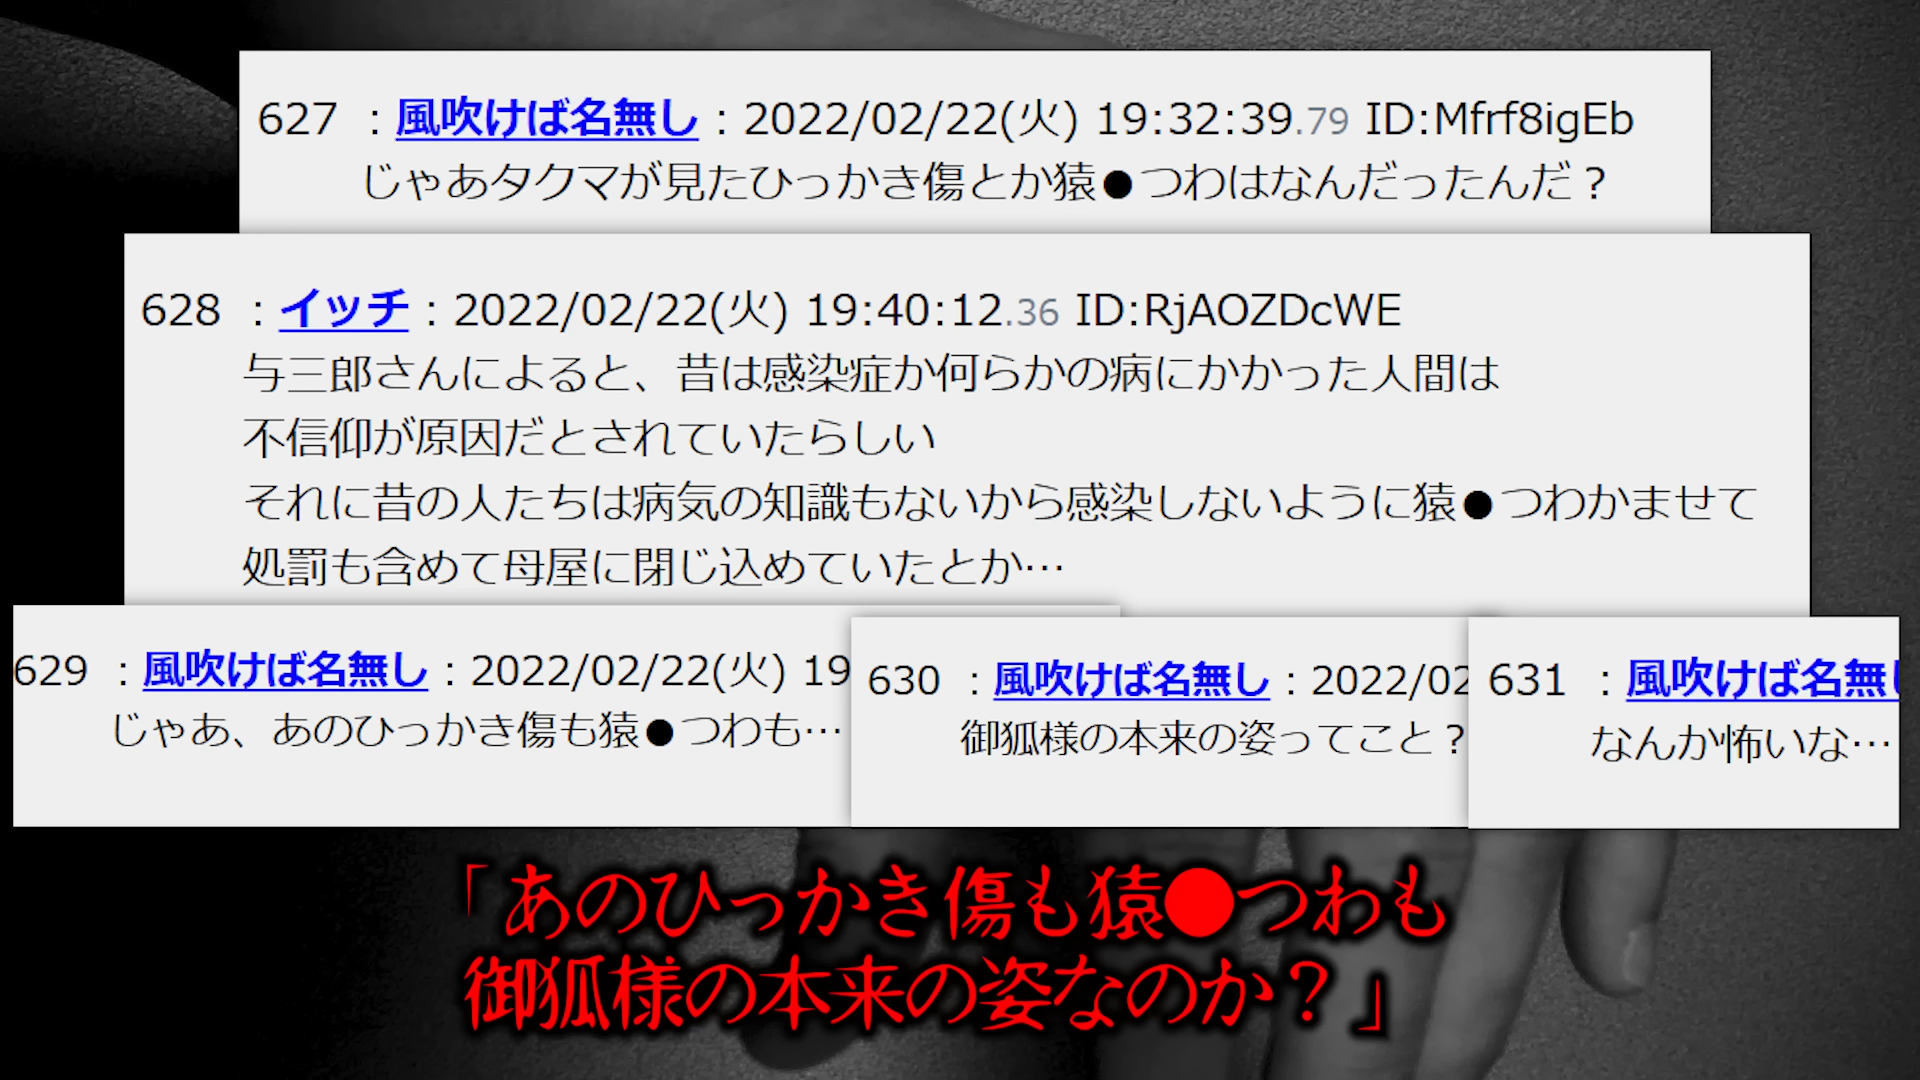 627 ：風吹けば名無し：2022/02/22(火) 19:32:39.79 ID:Mfrf8igEb
じゃあタクマが見たひっかき傷とか猿●つわはなんだったんだ？
628 ：イッチ：2022/02/22(火) 19:40:12.36 ID:RjAOZDcWE
与三郎さんによると、昔は感染症か何らかの病にかかった人間は
不信仰が原因だとされていたらしい
それに昔の人たちは病気の知識もないから感染しないように猿●つわかませて
処罰も含めて母屋に閉じ込めていたとか…
629 ：風吹けば名無し：2022/02/22(火) 19
じゃあ、あのひっかき傷も猿●つわも…
630 ：風吹けば名無し：2022/02
御狐様の本来の姿ってこと？
631 ：風吹けば名無し
なんか怖いな…
「あのひっかき傷も猿●つわも
御狐様の本来の姿なのか？」